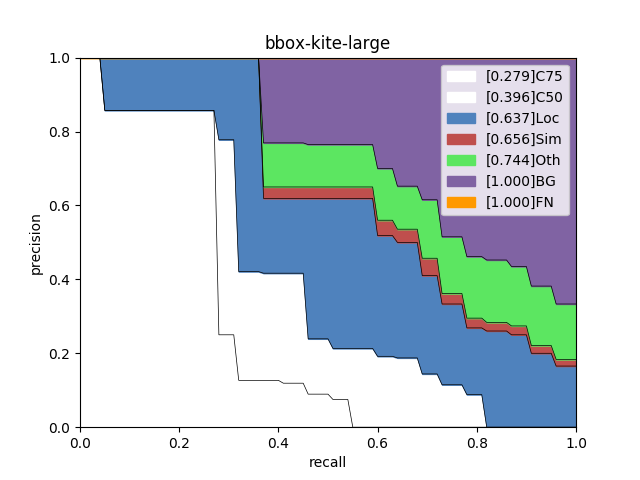 bbox-kite-large
1.0
0.8
0.6
0.4
0.2
0.0
precision
[0.279]C75
[0.396]C50
[0.637]Loc
[0.656]Sim
[0.744]Oth
[1.000]BG
[1.000]FN
0.0 0.2 0.4 0.6 0.8 1.0
recall